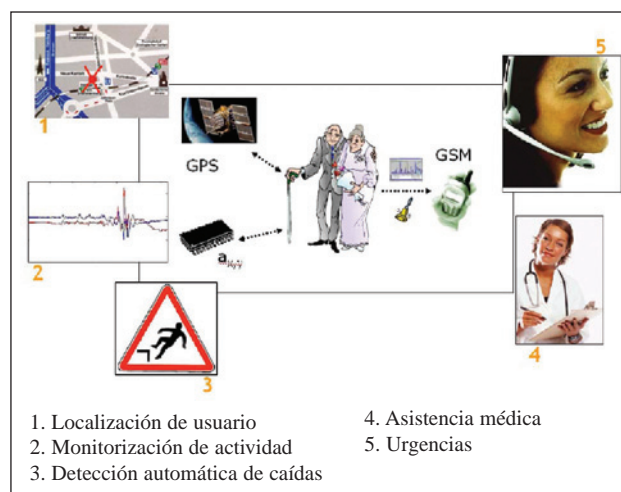 1
5
GPS
GSM
2
a x,y,y
3
4
1. Localización de usuario
2. Monitorización de actividad
3. Detección automática de caídas
4. Asistencia médica
5. Urgencias